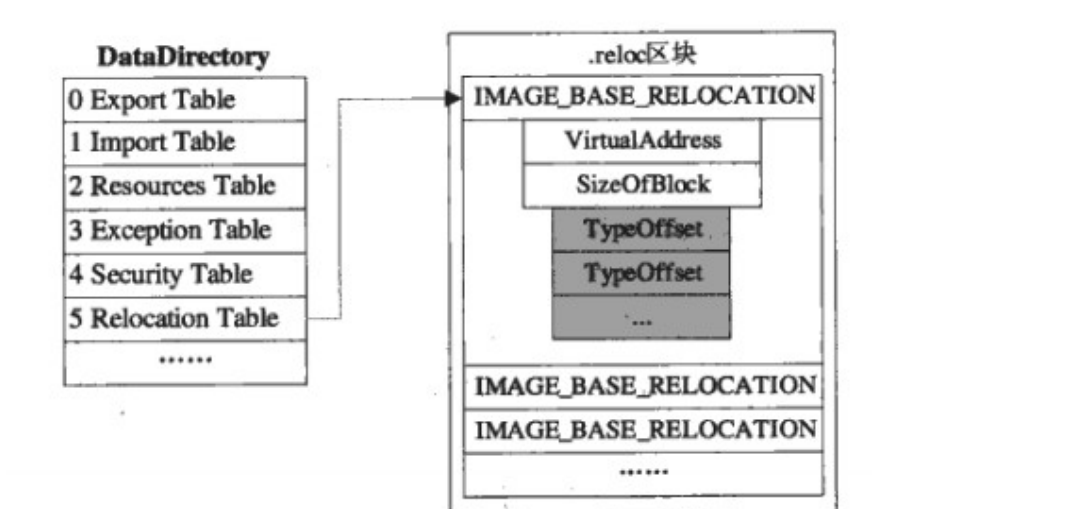 DataDirectory
0 Export Table
1 Import Table
2 Resources Table
3 Exception Table
4 Security Table
5 Relocation Table
······
.reloc区块
IMAGE_BASE_RELOCATION
VirtualAddress
SizeOfBlock
TypeOffset
TypeOffset
...
IMAGE_BASE_RELOCATION
IMAGE_BASE_RELOCATION
······